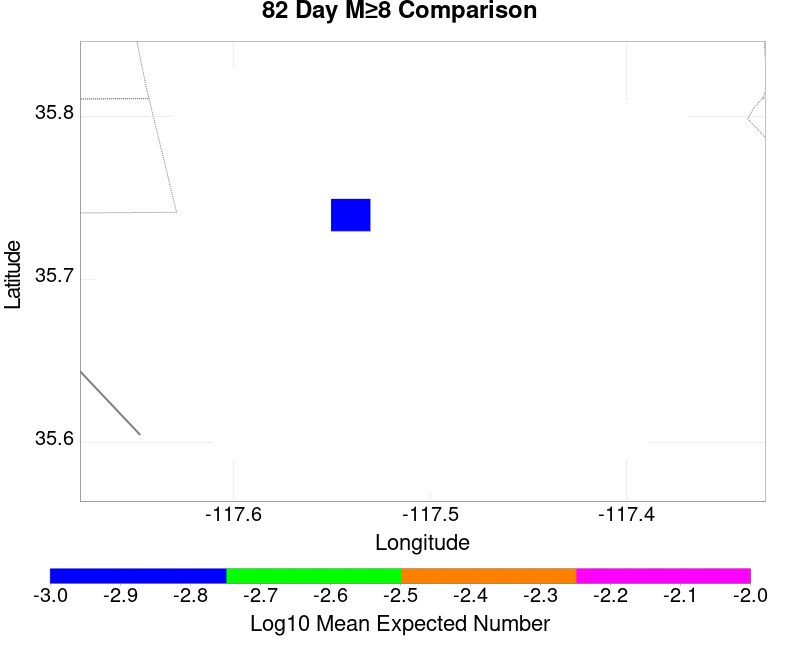 82 Day M≥8 Comparison
35.8
35.7
35.6
Latitude
-117.6 -117.5 -117.4
Longitude
-3.0 -2.9 -2.8 -2.7 -2.6 -2.5 -2.4 -2.3 -2.2 -2.1 -2.0
Log10 Mean Expected Number